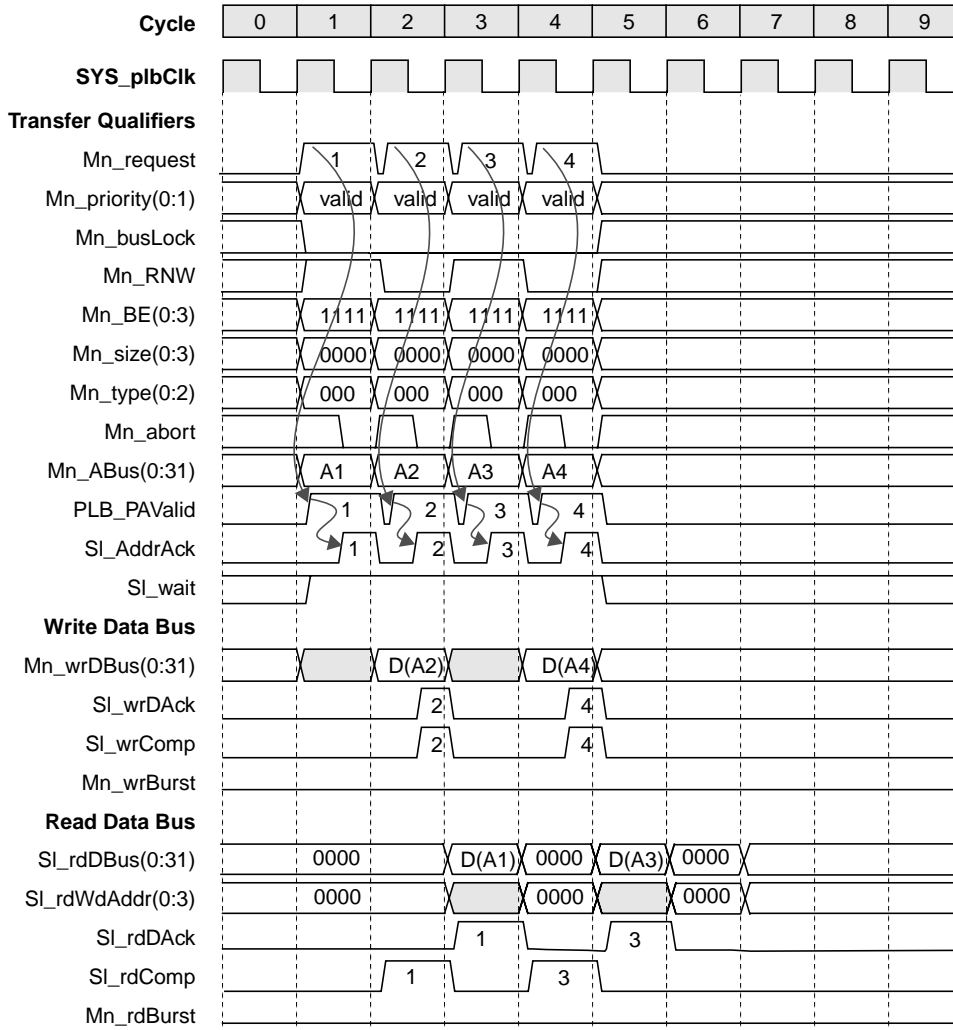 Cycle 0 1 2 3 4 5 6 7 8 9
SYS_plbClk
Transfer Qualifiers
Mn_request 1 2 3 4
Mn_priority(0:1) valid valid valid valid
Mn_busLock
Mn_RNW
Mn_BE(0:3) 1111 1111 1111 1111
Mn_size(0:3) 0000 0000 0000 0000
Mn_type(0:2) 000 000 000 000
Mn_abort
Mn_ABus(0:31) A1 A2 A3 A4
PLB_PAValid 1 2 3 4
Sl_AddrAck 1 2 3 4
Sl_wait
Write Data Bus
Mn_wrDBus(0:31) D(A2) D(A4)
Sl_wrDAck 2 4
Sl_wrComp 2 4
Mn_wrBurst
Read Data Bus
Sl_rdDBus(0:31) 0000 D(A1) 0000 D(A3) 0000
Sl_rdWdAddr(0:3) 0000 0000 0000
Sl_rdDAck 1 3
Sl_rdComp 1 3
Mn_rdBurst